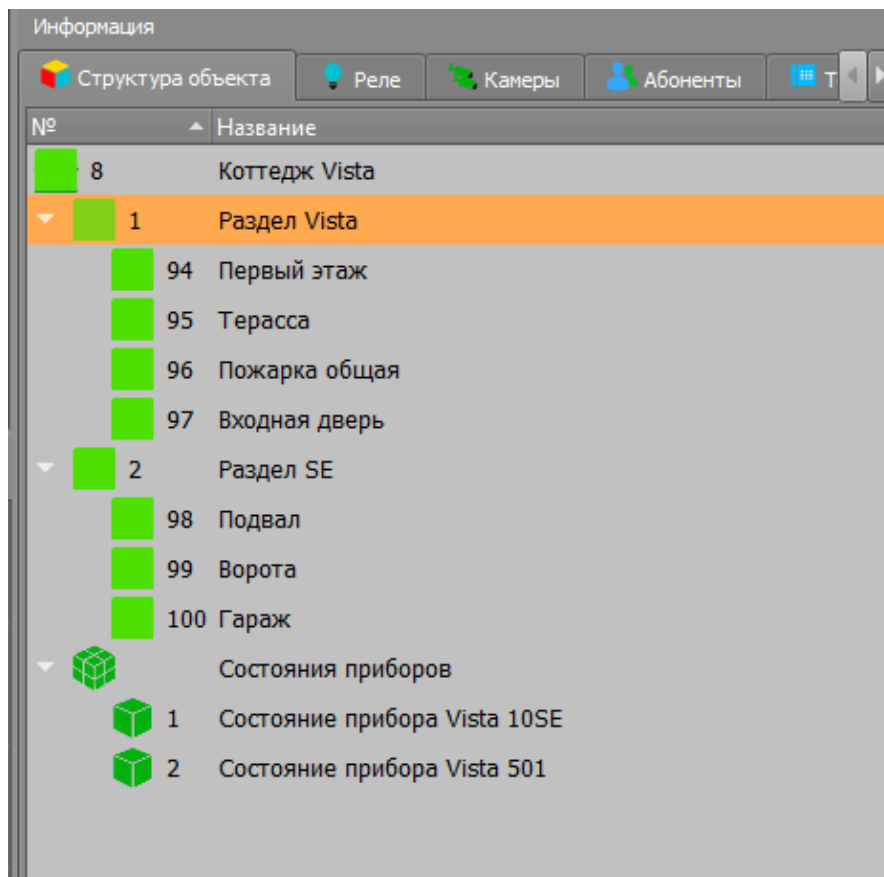 Информация
Структура объекта Реле Камеры Абоненты Т
№ Название
8 Коттедж Vista
1 Раздел Vista
94 Первый этаж
95 Терасса
96 Пожарка общая
97 Входная дверь
2 Раздел SE
98 Подвал
99 Ворота
100 Гараж
Состояния приборов
1 Состояние прибора Vista 10SE
2 Состояние прибора Vista 501